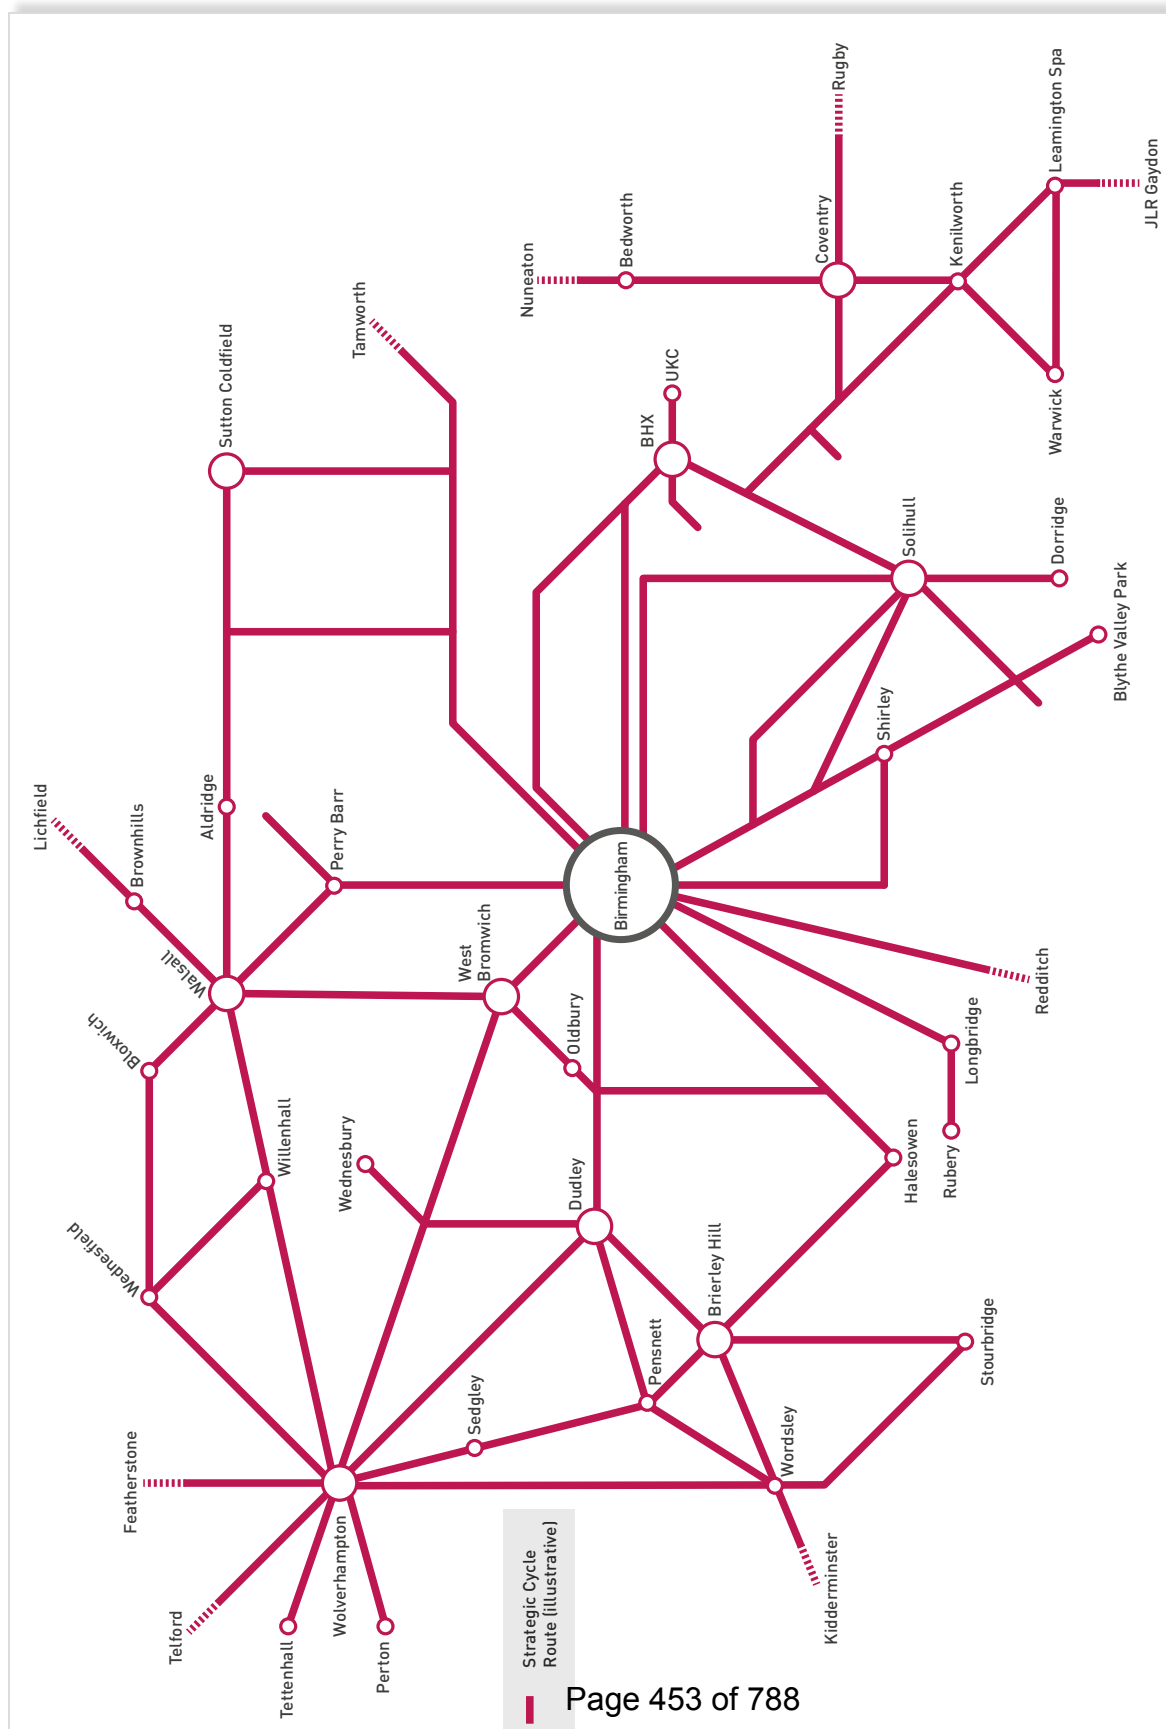 Rugby
Leamington Spa
JLR Gaydon
Kenilworth
Coventry
Bedworth
Nuneaton
Tamworth
Sutton Coldfield
UKC
BHX
Warwick
Solihull
Dorridge
Blythe Valley Park
Shirley
Lichfield
Brownhills
Aldridge
Perry Barr
Birmingham
Walsall
West
Bromwich
Bloxwich
Oldbury
Redditch
Longbridge
Rubery
Halesowen
Willenhall
Wednesbury
Dudley
Wednesfield
Brierley Hill
Stourbridge
Pensnett
Sedgley
Wordsley
Featherstone
Wolverhampton
Telford
Tettenhall
Perton
Kidderminster
Strategic Cycle
Route (illustrative)
Page 453 of 788